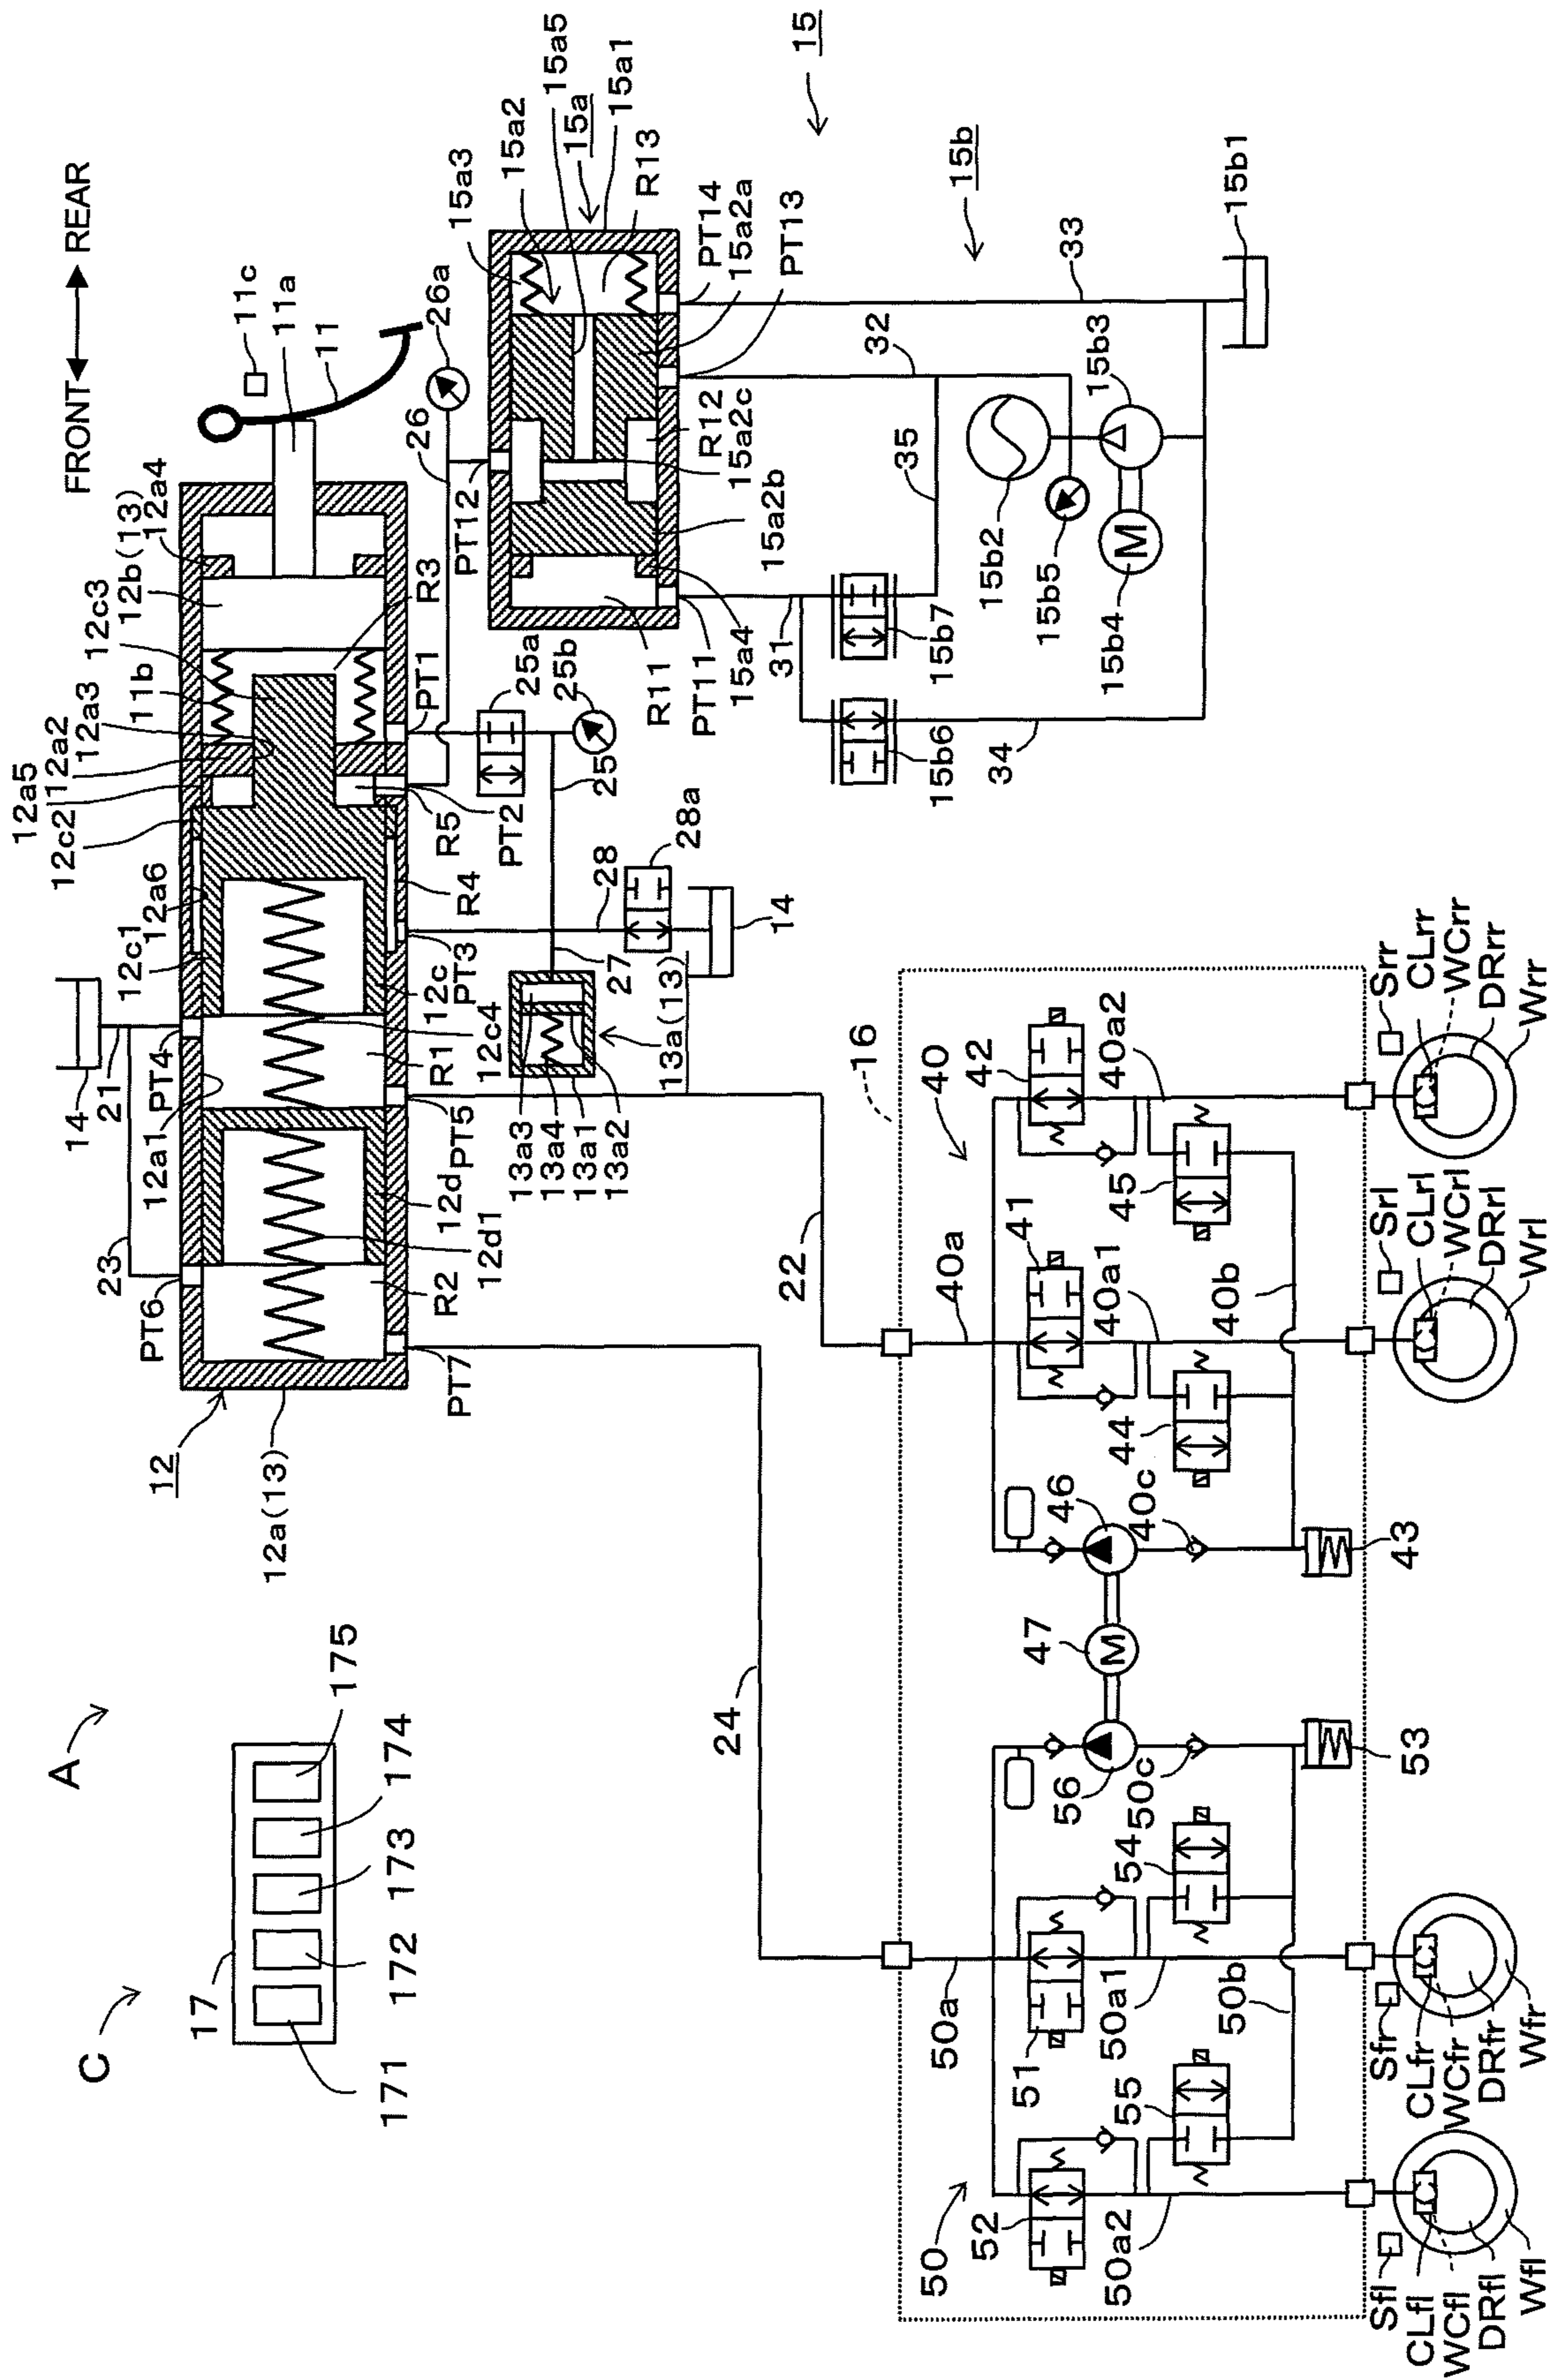 FRONT REAR
11c
11a
11
12a4
12b(13)
12c3
R3
11b
12a3
12a2
12a5
12c2
12a6
12c1
14
21
PT4
12a1
23
PT6
12
12a(13)
PT1
R5
PT2
R4
PT3
12c
12c4
R1
PT5
12d
12d1
R2
PT7
26
26a
25a
25b
25
28
28a
27
14
13a(13)
13a3
13a4
13a1
13a2
15
15a5
15a1
15a2
15a
15a3
R13
PT14
15a2a
PT13
PT12
R12
15a2c
15a2b
15a4
PT11
R11
15b
15b1
33
32
35
15b3
15b2
15b5
M
15b4
31
15b7
15b6
34
22
24
A
C
17
171
172
173
174
175
16
40
42
40a2
45
40a
41
40a1
40b
44
46
40c
43
47
M
56
50c
53
54
50a
51
50a1
50b
55
50
52
50a2
Srr
CLrr
WCrr
DRrr
Wrr
Srl
CLrl
WCrl
DRrl
Wrl
Sfr
CLfr
WCfr
DRfr
Wfr
Sfl
CLfl
WCfl
DRfl
Wfl